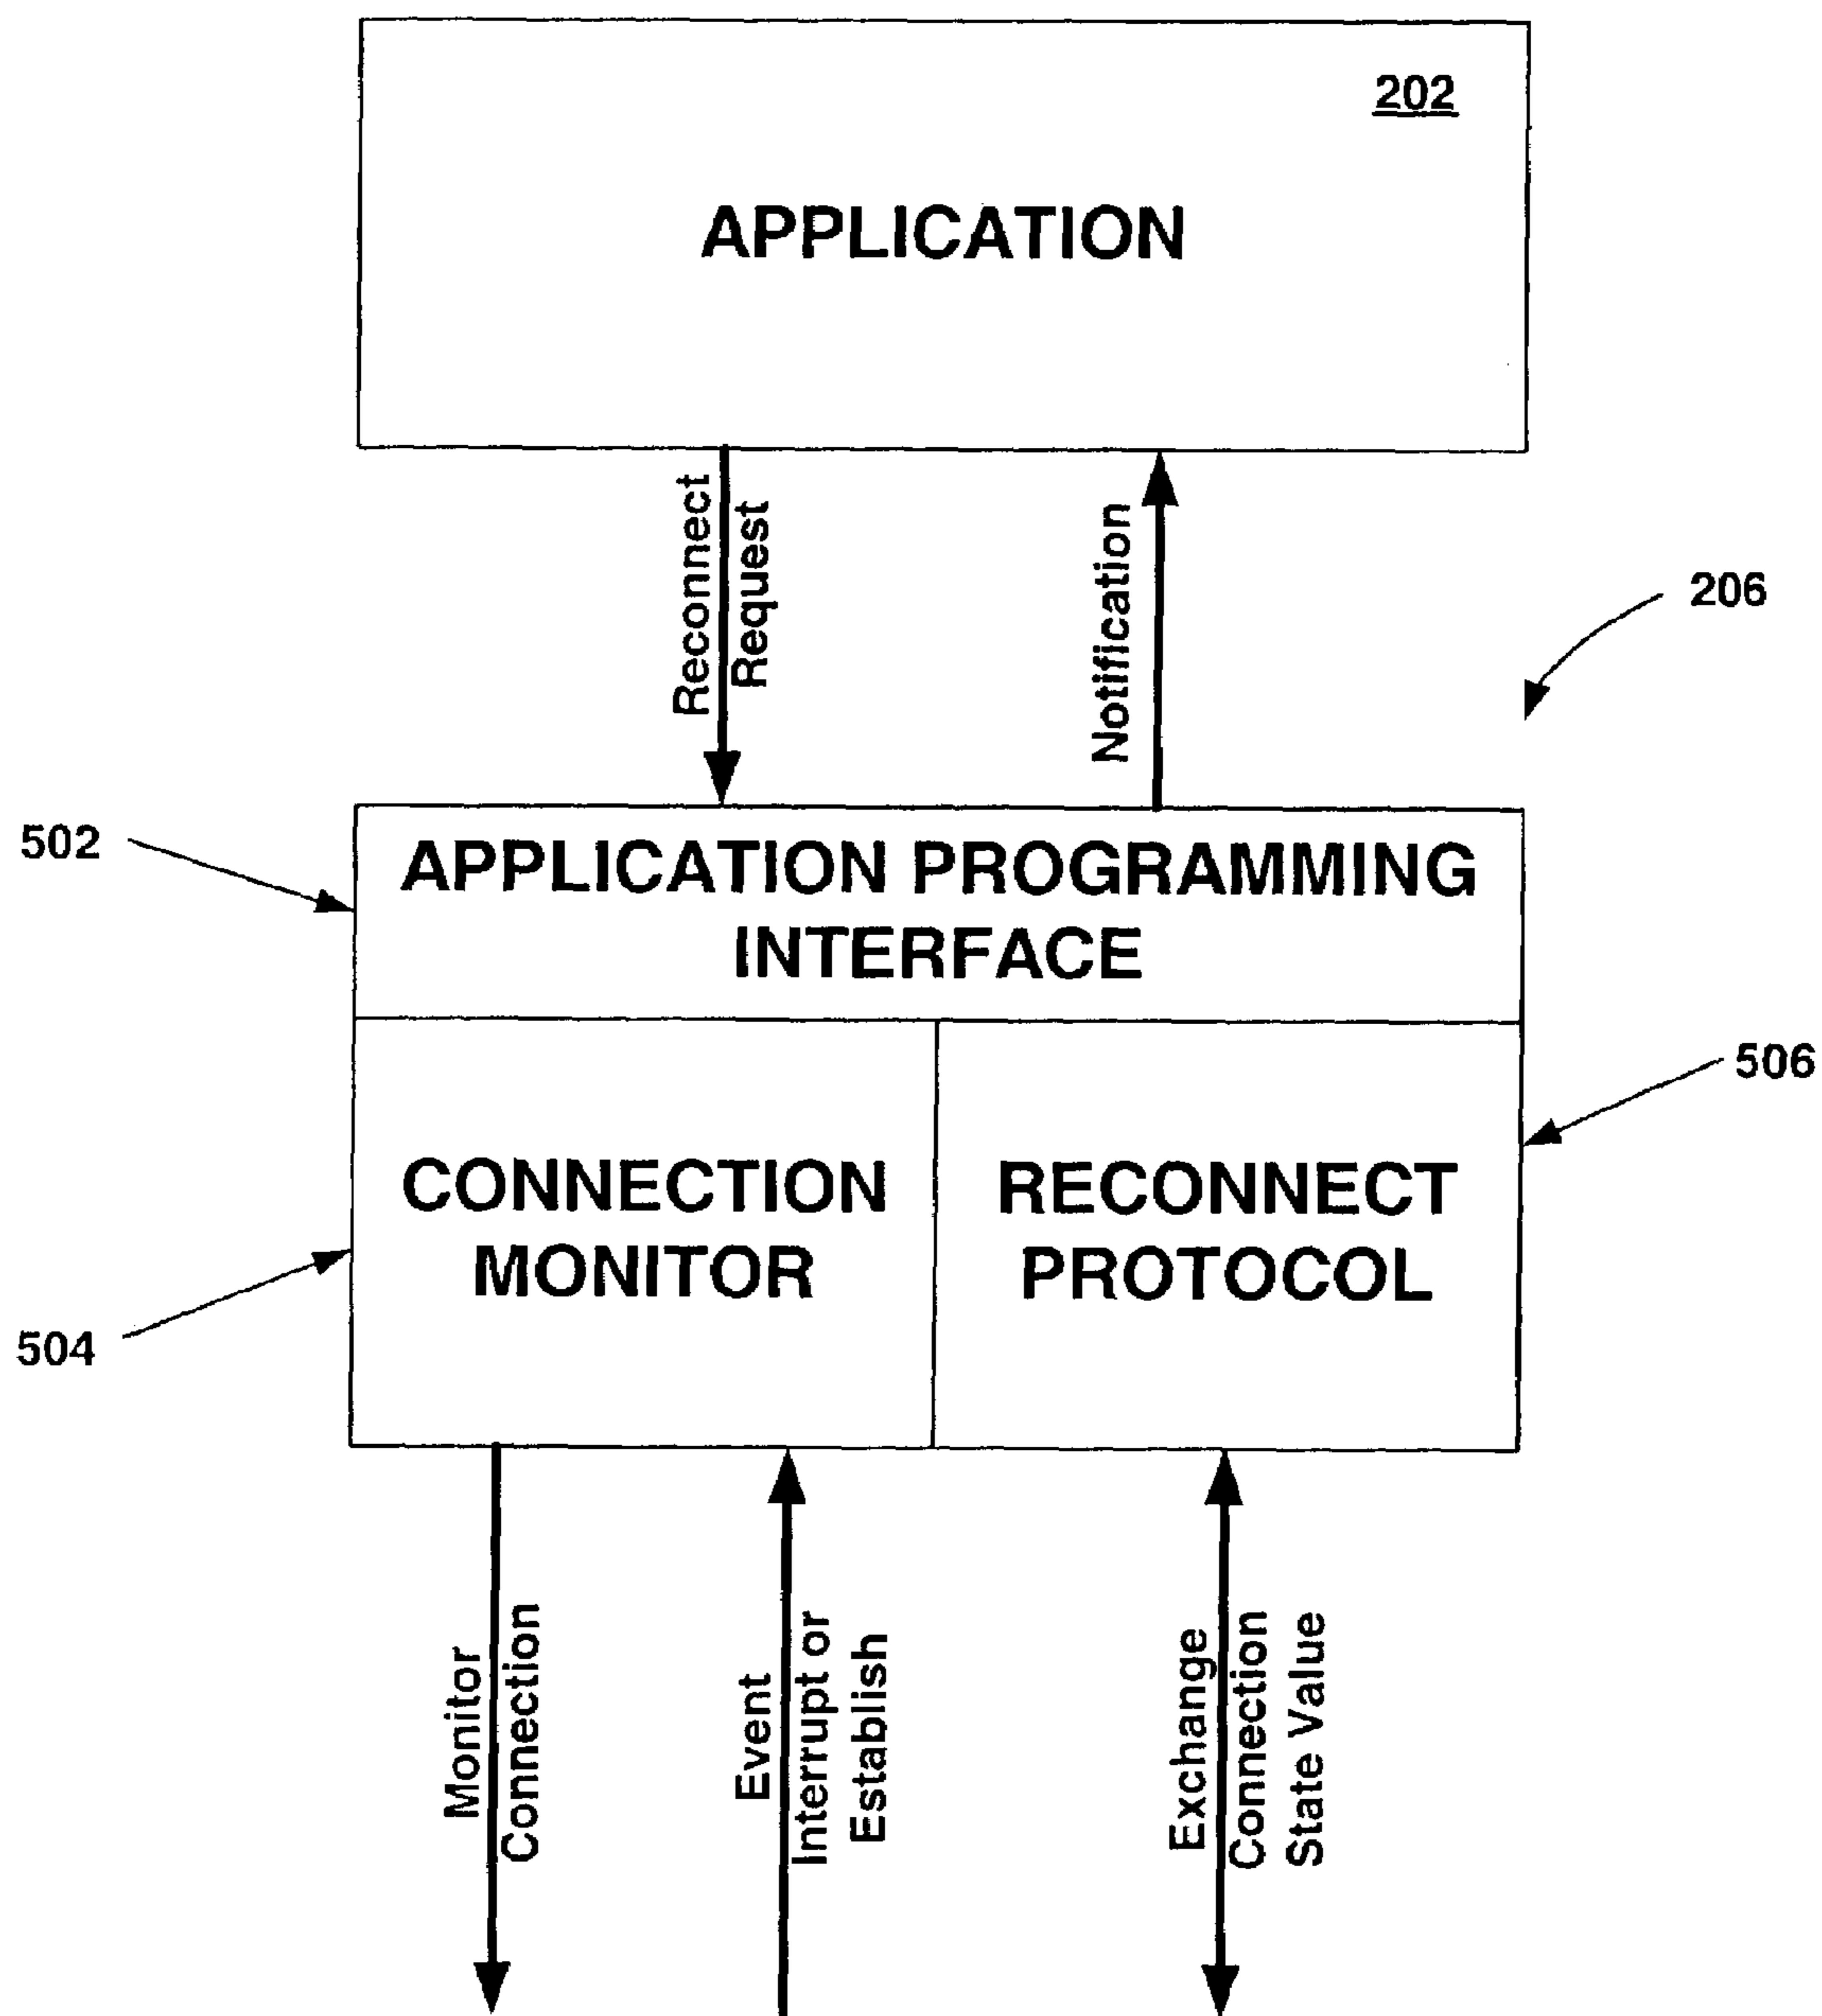 202
APPLICATION
Reconnect
Request
Notification
206
502
APPLICATION PROGRAMMING
INTERFACE
506
CONNECTION
MONITOR
RECONNECT
PROTOCOL
504
Monitor
Connection
Event
Interrupt or
Establish
Exchange
Connection
State Value